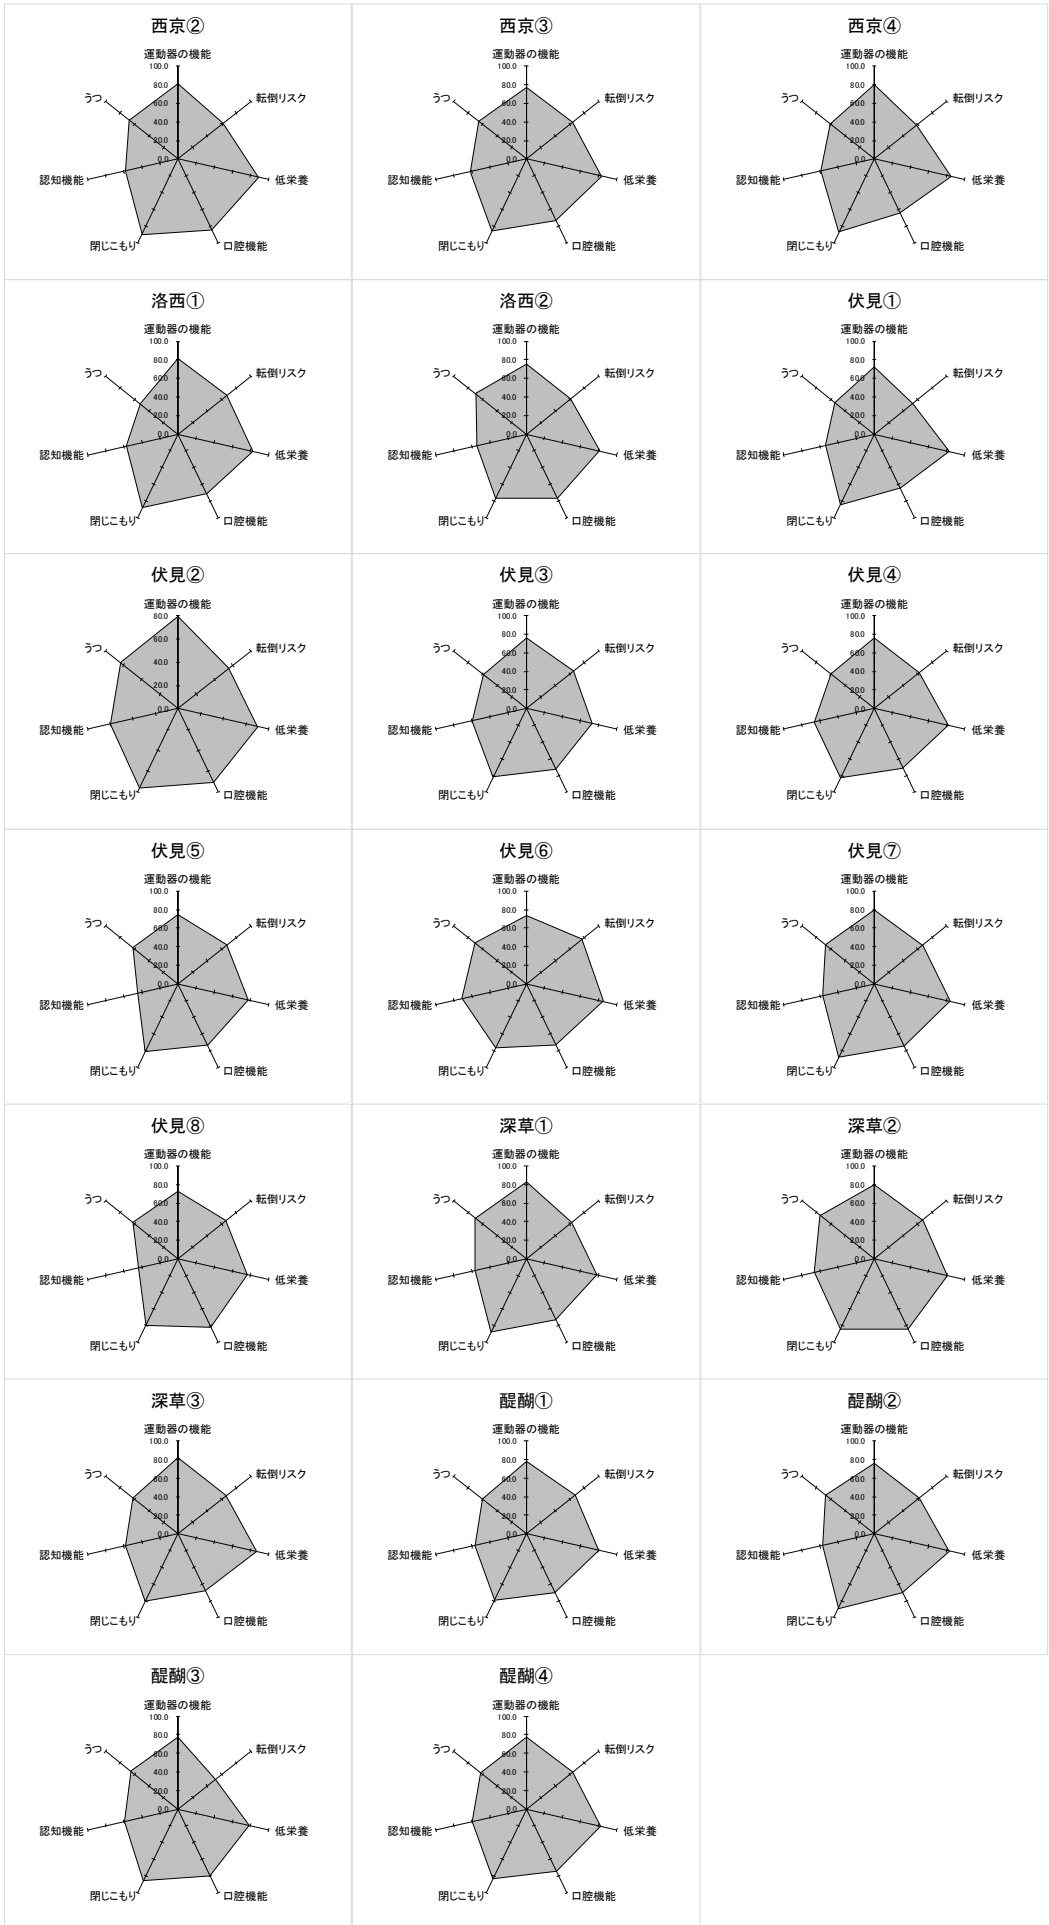 西京②
運動器の機能
100.0
80.0
60.0
40.0
20.0
0.0
転倒リスク
低栄養
口腔機能
閉じこもり
認知機能
うつ
西京③
運動器の機能
100.0
80.0
60.0
40.0
20.0
0.0
転倒リスク
低栄養
口腔機能
閉じこもり
認知機能
うつ
西京④
運動器の機能
100.0
80.0
60.0
40.0
20.0
0.0
転倒リスク
低栄養
口腔機能
閉じこもり
認知機能
うつ
洛西①
運動器の機能
100.0
80.0
60.0
40.0
20.0
0.0
転倒リスク
低栄養
口腔機能
閉じこもり
認知機能
うつ
洛西②
運動器の機能
100.0
80.0
60.0
40.0
20.0
0.0
転倒リスク
低栄養
口腔機能
閉じこもり
認知機能
うつ
伏見①
運動器の機能
100.0
80.0
60.0
40.0
20.0
0.0
転倒リスク
低栄養
口腔機能
閉じこもり
認知機能
うつ
伏見②
運動器の機能
80.0
60.0
40.0
20.0
0.0
転倒リスク
低栄養
口腔機能
閉じこもり
認知機能
うつ
伏見③
運動器の機能
100.0
80.0
60.0
40.0
20.0
0.0
転倒リスク
低栄養
口腔機能
閉じこもり
認知機能
うつ
伏見④
運動器の機能
100.0
80.0
60.0
40.0
20.0
0.0
転倒リスク
低栄養
口腔機能
閉じこもり
認知機能
うつ
伏見⑤
運動器の機能
100.0
80.0
60.0
40.0
20.0
0.0
転倒リスク
低栄養
口腔機能
閉じこもり
認知機能
うつ
伏見⑥
運動器の機能
100.0
80.0
60.0
40.0
20.0
0.0
転倒リスク
低栄養
口腔機能
閉じこもり
認知機能
うつ
伏見⑦
運動器の機能
100.0
80.0
60.0
40.0
20.0
0.0
転倒リスク
低栄養
口腔機能
閉じこもり
認知機能
うつ
伏見⑧
運動器の機能
100.0
80.0
60.0
40.0
20.0
0.0
転倒リスク
低栄養
口腔機能
閉じこもり
認知機能
うつ
深草①
運動器の機能
100.0
80.0
60.0
40.0
20.0
0.0
転倒リスク
低栄養
口腔機能
閉じこもり
認知機能
うつ
深草②
運動器の機能
100.0
80.0
60.0
40.0
20.0
0.0
転倒リスク
低栄養
口腔機能
閉じこもり
認知機能
うつ
深草③
運動器の機能
100.0
80.0
60.0
40.0
20.0
0.0
転倒リスク
低栄養
口腔機能
閉じこもり
認知機能
うつ
醍醐①
運動器の機能
100.0
80.0
60.0
40.0
20.0
0.0
転倒リスク
低栄養
口腔機能
閉じこもり
認知機能
うつ
醍醐②
運動器の機能
100.0
80.0
60.0
40.0
20.0
0.0
転倒リスク
低栄養
口腔機能
閉じこもり
認知機能
うつ
醍醐③
運動器の機能
100.0
80.0
60.0
40.0
20.0
0.0
転倒リスク
低栄養
口腔機能
閉じこもり
認知機能
うつ
醍醐④
運動器の機能
100.0
80.0
60.0
40.0
20.0
0.0
転倒リスク
低栄養
口腔機能
閉じこもり
認知機能
うつ